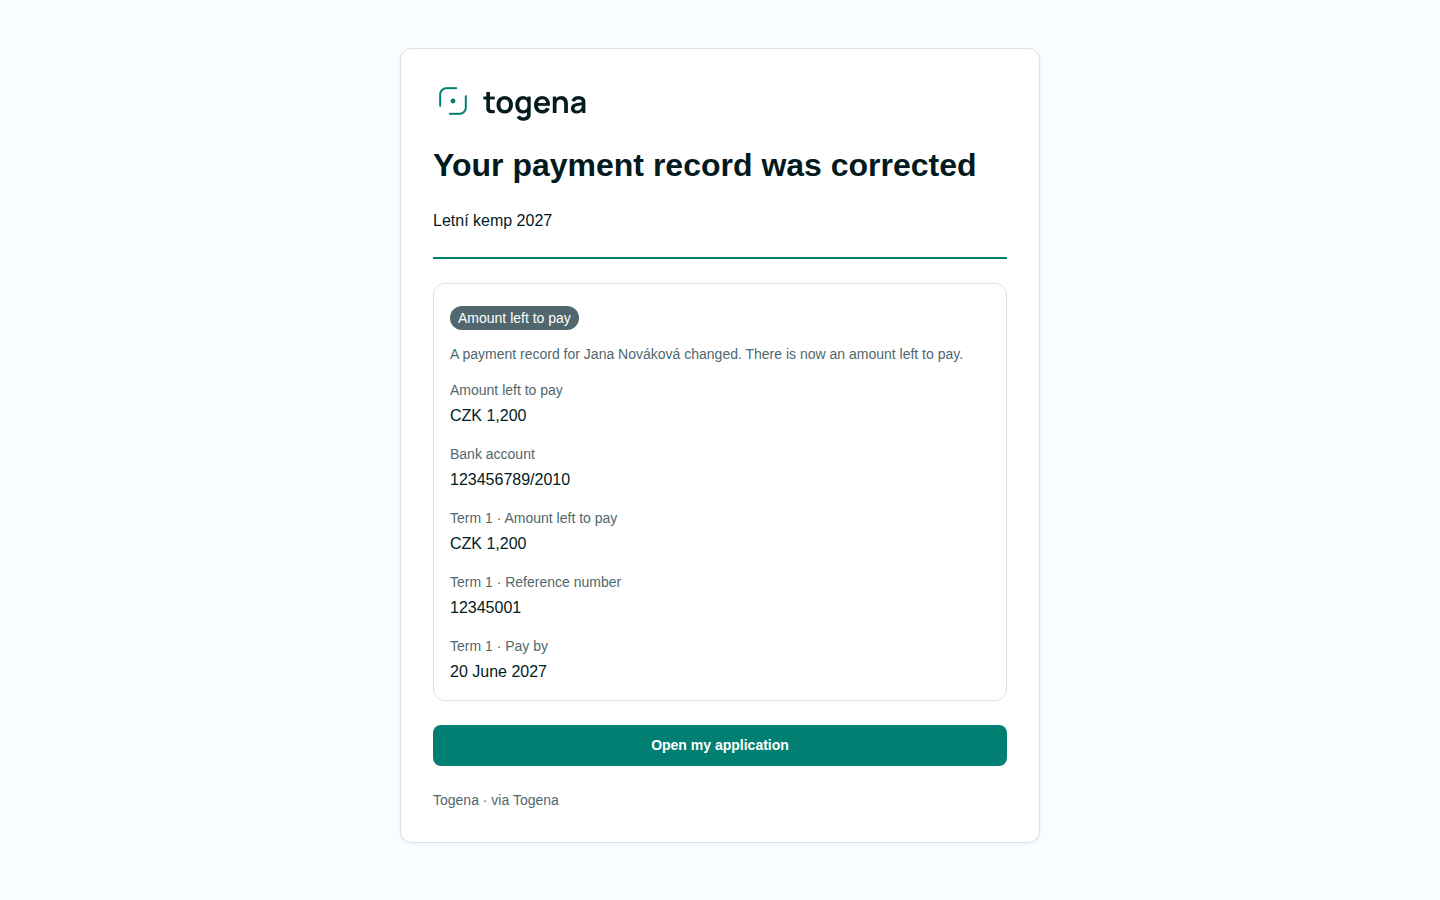 togena
Your payment record was corrected
Letní kemp 2027
Amount left to pay
A payment record for Jana Nováková changed. There is now an amount left to pay.
Amount left to pay
CZK 1,200
Bank account
123456789/2010
Term 1 · Amount left to pay
CZK 1,200
Term 1 · Reference number
12345001
Term 1 · Pay by
20 June 2027
Open my application
Togena · via Togena